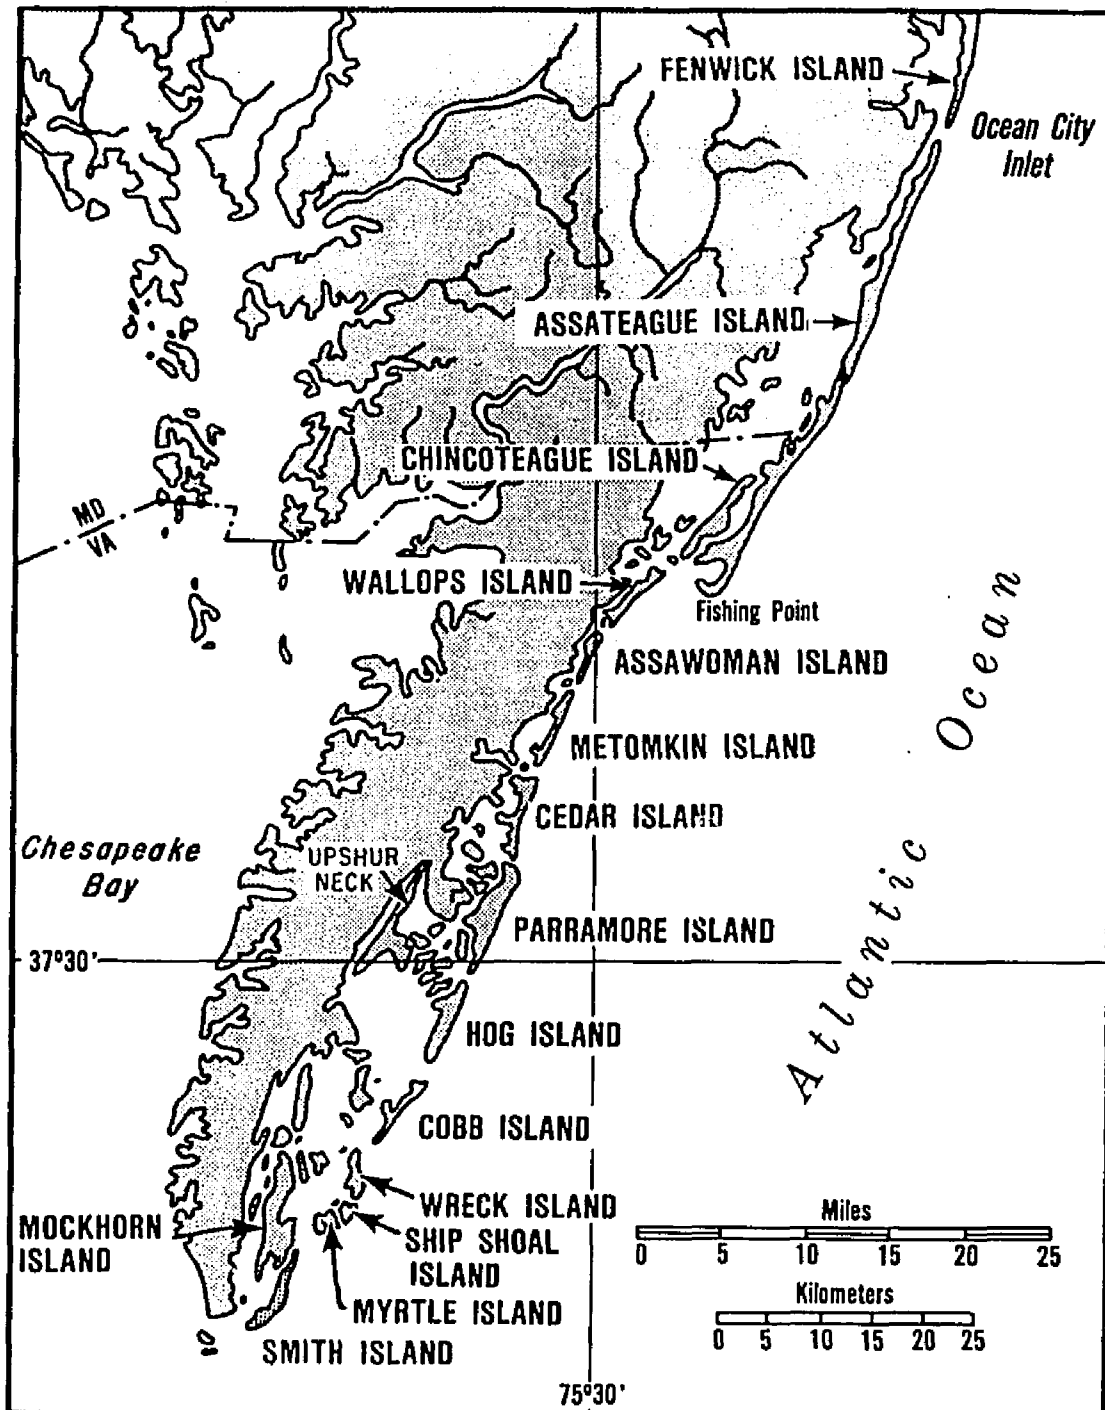 FENWICK ISLAND
Ocean City
Inlet
ASSATEAGUE ISLAND
CHINCOTEAGUE ISLAND
MD
VA
WALLOPS ISLAND
Fishing Point
ASSAWOMAN ISLAND
METOMKIN ISLAND
CEDAR ISLAND
Chesapeake
Bay
UPSHUR
NECK
PARRAMORE ISLAND
37°30'
HOG ISLAND
Atlantic Ocean
COBB ISLAND
WRECK ISLAND
MOCKHORN
ISLAND
SHIP SHOAL
ISLAND
MYRTLE ISLAND
SMITH ISLAND
Miles
0 5 10 15 20 25
Kilometers
0 5 10 15 20 25
75°30'